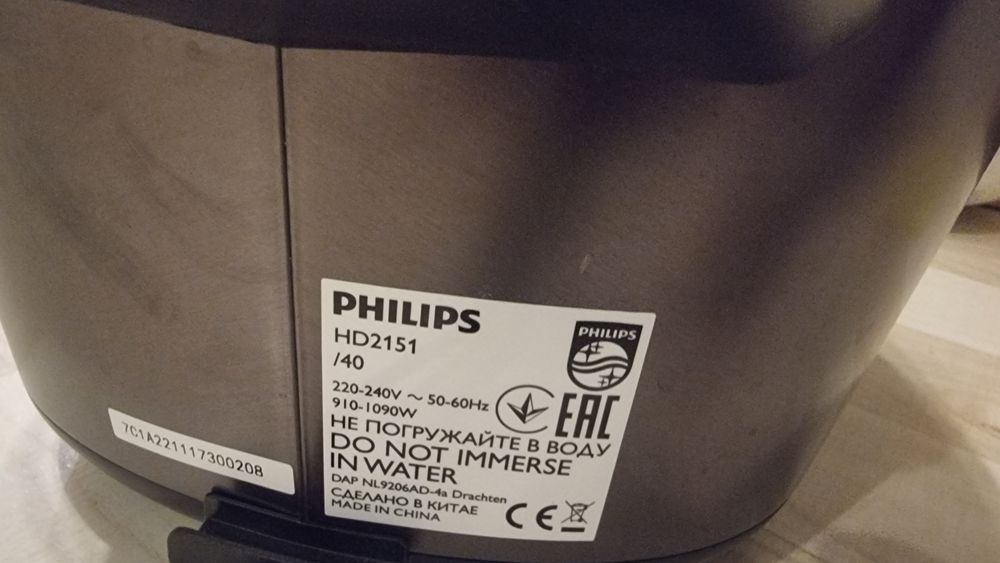 PHILIPS
HD2151
/40
PHILIPS
220-240V ~ 50-60Hz
910-1090W
EAC
НЕ ПОГРУЖАЙТЕ В ВОДУ
DO NOT IMMERSE
IN WATER
DAP NL9206AD-4a Drachten
СДЕЛАНО В КИТАЕ
MADE IN CHINA
CE
7C1A221117300208